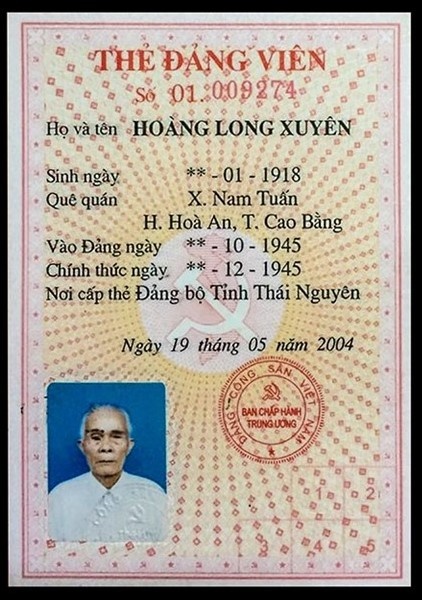 THẺ ĐẢNG VIÊN
Số 01.009274
Họ và tên HOÀNG LONG XUYÊN
Sinh ngày ** - 01 - 1918
Quê quán X. Nam Tuấn
H. Hoà An, T. Cao Bằng
Vào Đảng ngày ** - 10 - 1945
Chính thức ngày ** - 12 - 1945
Nơi cấp thẻ Đảng bộ Tỉnh Thái Nguyên
Ngày 19 tháng 05 năm 2004
ĐẢNG CỘNG SẢN VIỆT NAM
BAN CHẤP HÀNH
TRUNG ƯƠNG
1 2
4 5